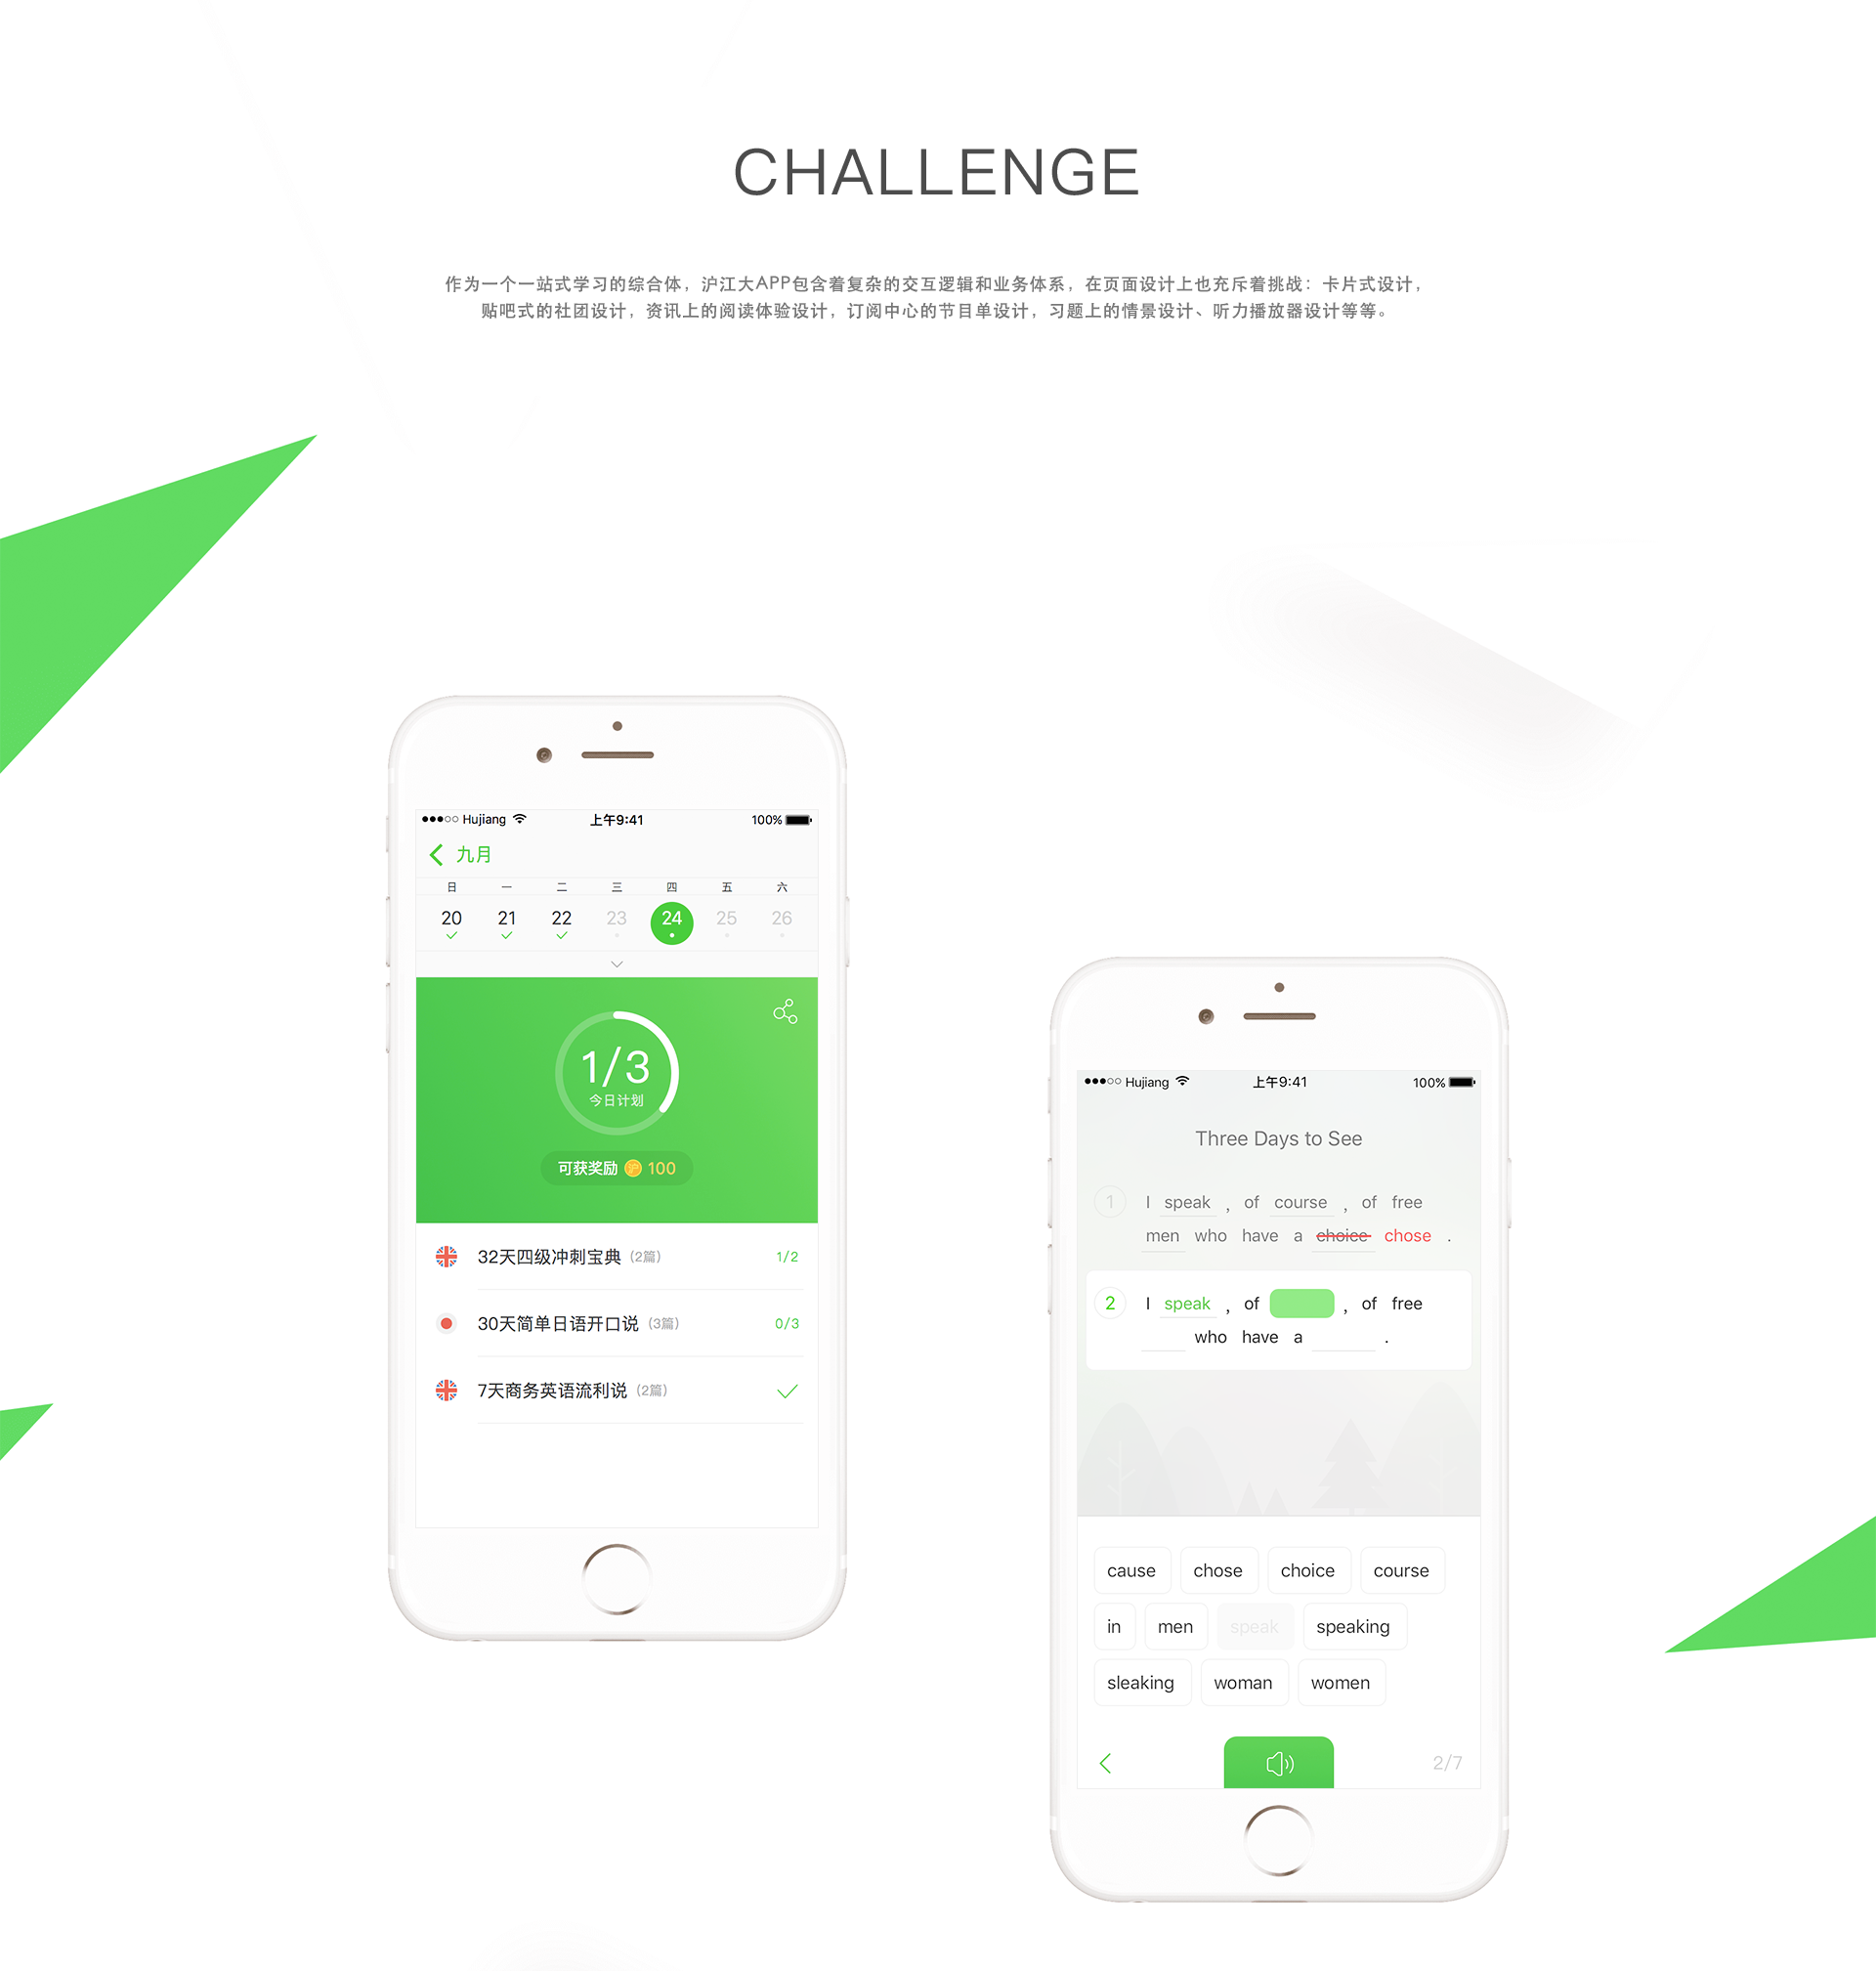 CHALLENGE
作为一个一站式学习的综合体，沪江大APP包含着复杂的交互逻辑和业务体系，在页面设计上也充斥着挑战：卡片式设计，
贴吧式的社团设计，资讯上的阅读体验设计，订阅中心的节目单设计，习题上的情景设计、听力播放器设计等等。
Hujiang 上午9:41 100%
九月
日 一 二 三 四 五 六
20 21 22 23 24 25 26
1/3
今日计划
可获奖励 沪 100
32天四级冲刺宝典 (2篇) 1/2
30天简单日语开口说 (3篇) 0/3
7天商务英语流利说 (2篇)
Hujiang 上午9:41 100%
Three Days to See
1 I speak , of course , of free
men who have a choice chose .
2 I speak , of , of free
who have a .
cause chose choice course
in men speak speaking
sleaking woman women
2/7